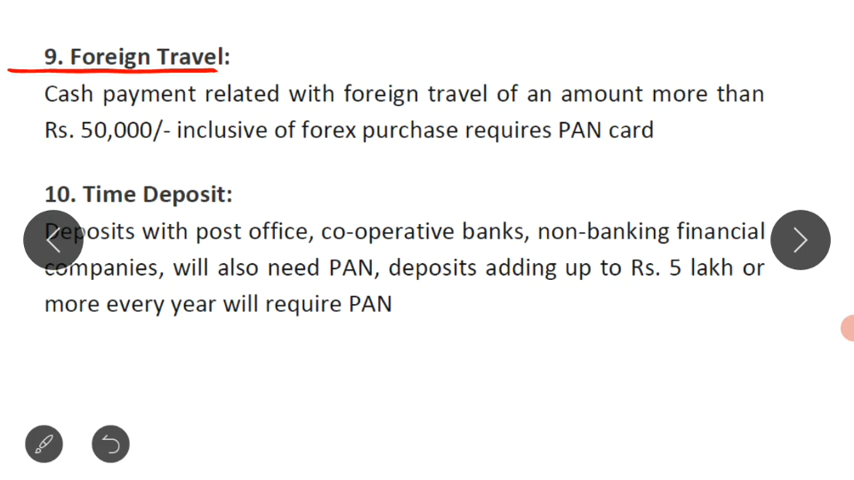 9. Foreign Travel:
Cash payment related with foreign travel of an amount more than
Rs. 50,000/- inclusive of forex purchase requires PAN card
10. Time Deposit:
Deposits with post office, co-operative banks, non-banking financial
companies, will also need PAN, deposits adding up to Rs. 5 lakh or
more every year will require PAN